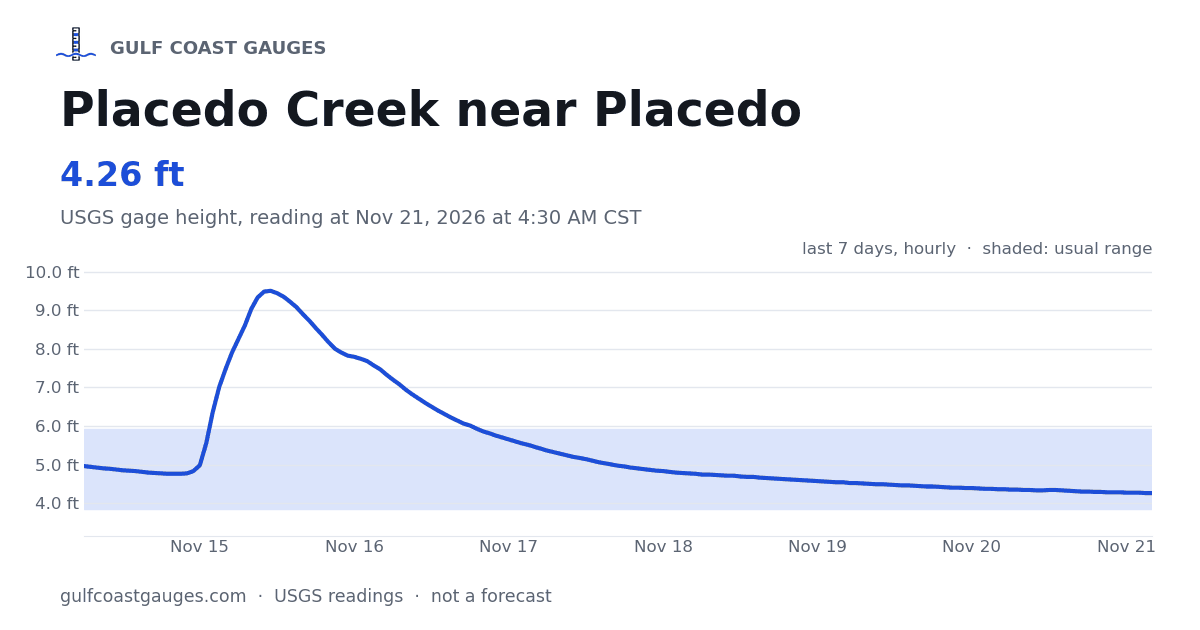 GULF COAST GAUGES
Placedo Creek near Placedo
4.26 ft
USGS gage height, reading at Nov 21, 2026 at 4:30 AM CST
last 7 days, hourly · shaded: usual range
10.0 ft
9.0 ft
8.0 ft
7.0 ft
6.0 ft
5.0 ft
4.0 ft
Nov 15 Nov 16 Nov 17 Nov 18 Nov 19 Nov 20 Nov 21
gulfcoastgauges.com · USGS readings · not a forecast